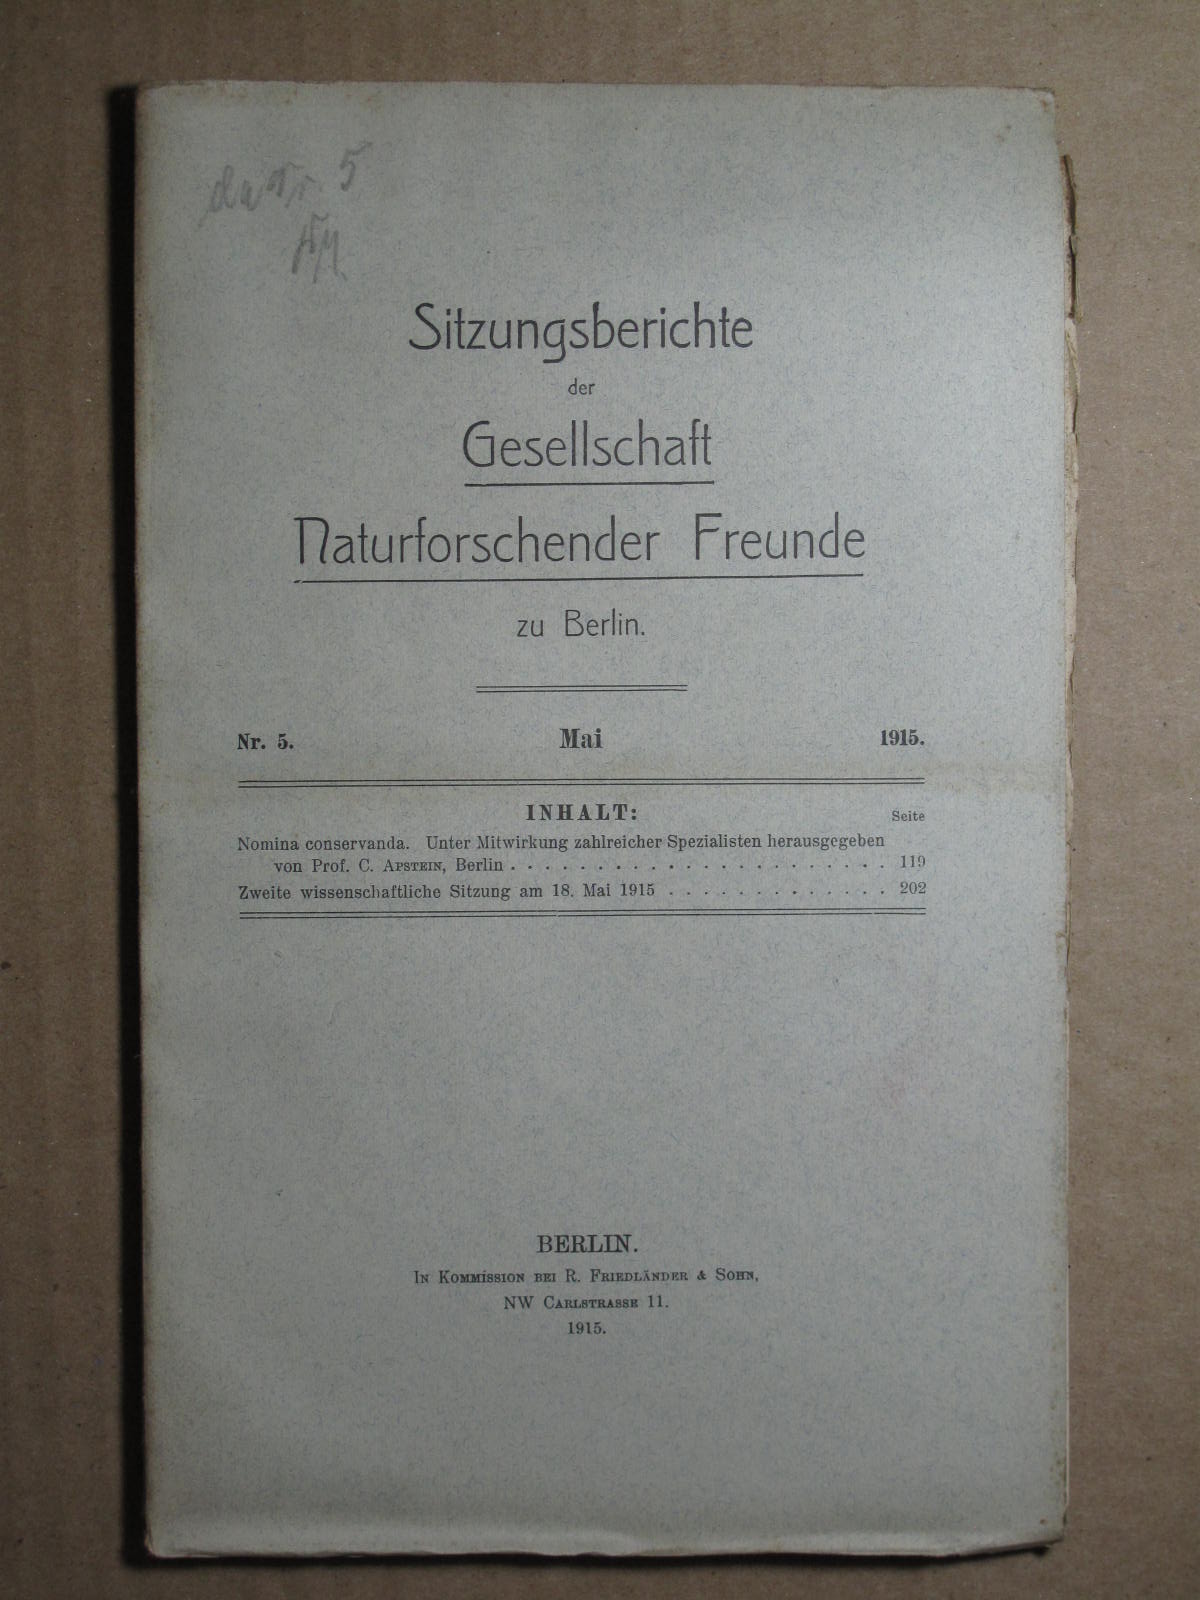 5
Sitzungsberichte
der
Gesellschaft
Naturforschender Freunde
zu Berlin.
Nr. 5. Mai 1915.
INHALT: Seite
Nomina conservanda. Unter Mitwirkung zahlreicher Spezialisten herausgegeben
von Prof. C. APSTEIN, Berlin . . . . . . . . . . . . . . . . . . . . . . . 119
Zweite wissenschaftliche Sitzung am 18. Mai 1915 . . . . . . . . . . . . . 202
BERLIN.
IN KOMMISSION BEI R. FRIEDLÄNDER & SOHN,
NW CARLSTRASSE 11.
1915.